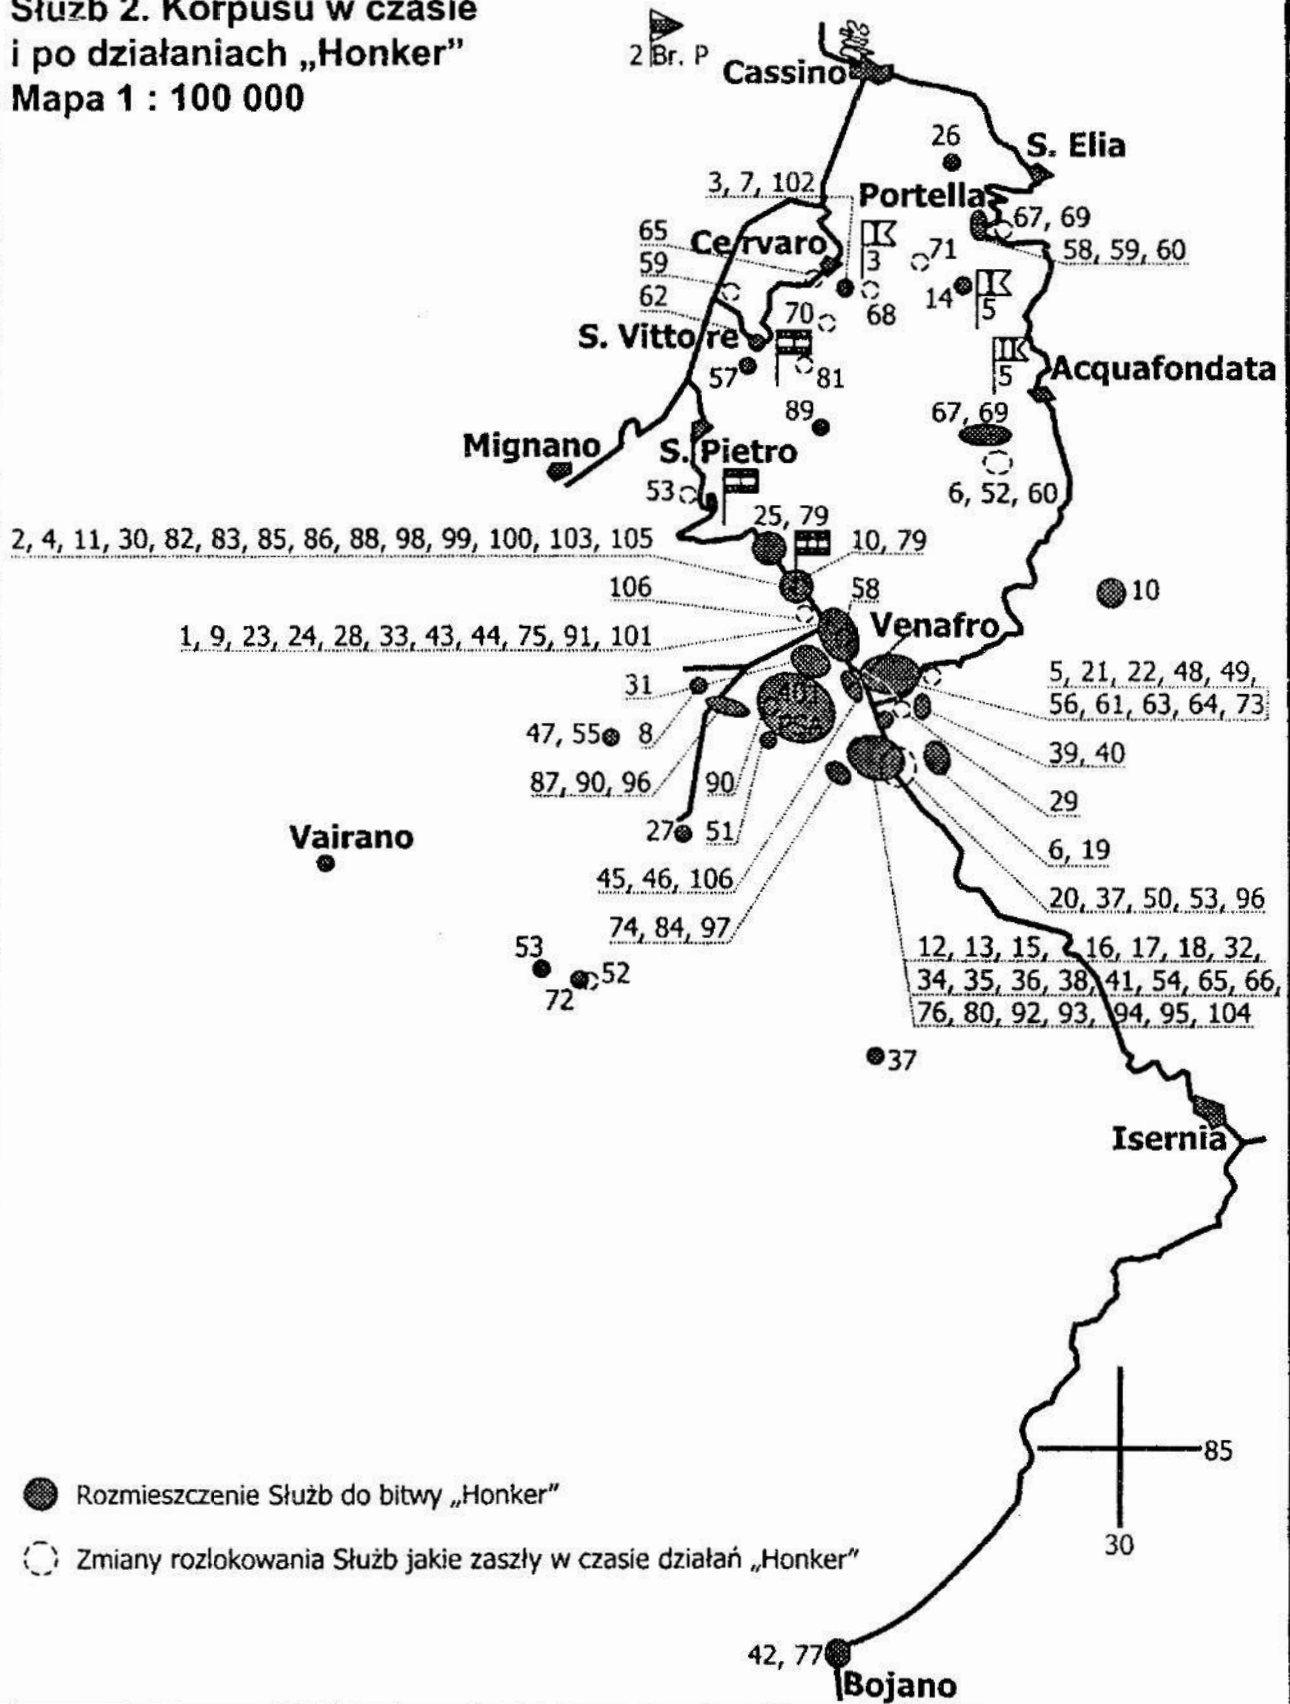 Służb 2. Korpusu w czasie
i po działaniach „Honker”
Mapa 1 : 100 000
2 Br. P
Cassino
26
S. Elia
3, 7, 102
Portella
67, 69
65
Cervaro
3
71
58, 59, 60
59
14
5
62
70
68
S. Vittore
5
57
81
Acquafondata
89
67, 69
Mignano
S. Pietro
53
6, 52, 60
25, 79
2, 4, 11, 30, 82, 83, 85, 86, 88, 98, 99, 100, 103, 105
10, 79
106
58
10
1, 9, 23, 24, 28, 33, 43, 44, 75, 91, 101
Venafro
31
5, 21, 22, 48, 49,
56, 61, 63, 64, 73
47, 55
8
39, 40
87, 90, 96
90
29
27
51
Vairano
6, 19
45, 46, 106
20, 37, 50, 53, 96
74, 84, 97
12, 13, 15, 16, 17, 18, 32,
34, 35, 36, 38, 41, 54, 65, 66,
76, 80, 92, 93, 94, 95, 104
53
52
72
37
Isernia
85
30
Rozmieszczenie Służb do bitwy „Honker”
Zmiany rozlokowania Służb jakie zaszły w czasie działań „Honker”
42, 77
Bojano